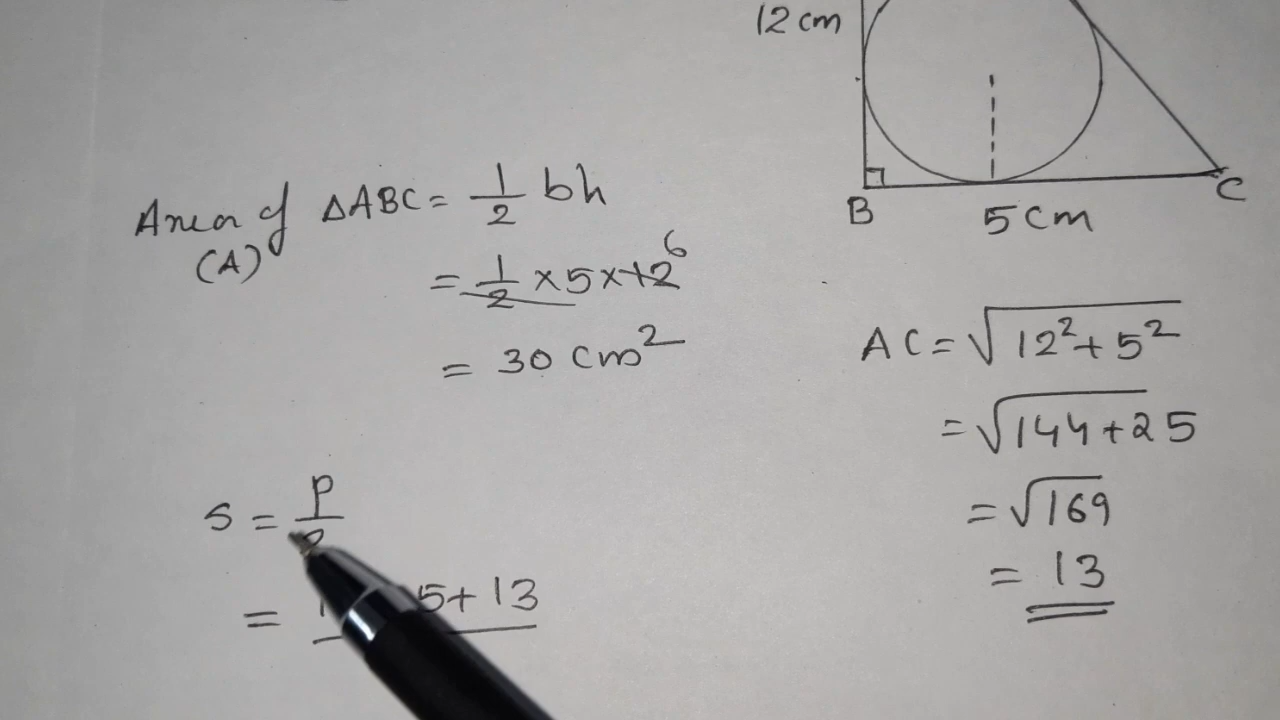 12 cm
B
5 cm
C
Area of ΔABC = 1/2 bh
(A)
= 1/2 × 5 × 12 6
= 30 cm²
AC = √12² + 5²
= √144 + 25
= √169
= 13
S = P/
= 5 + 13